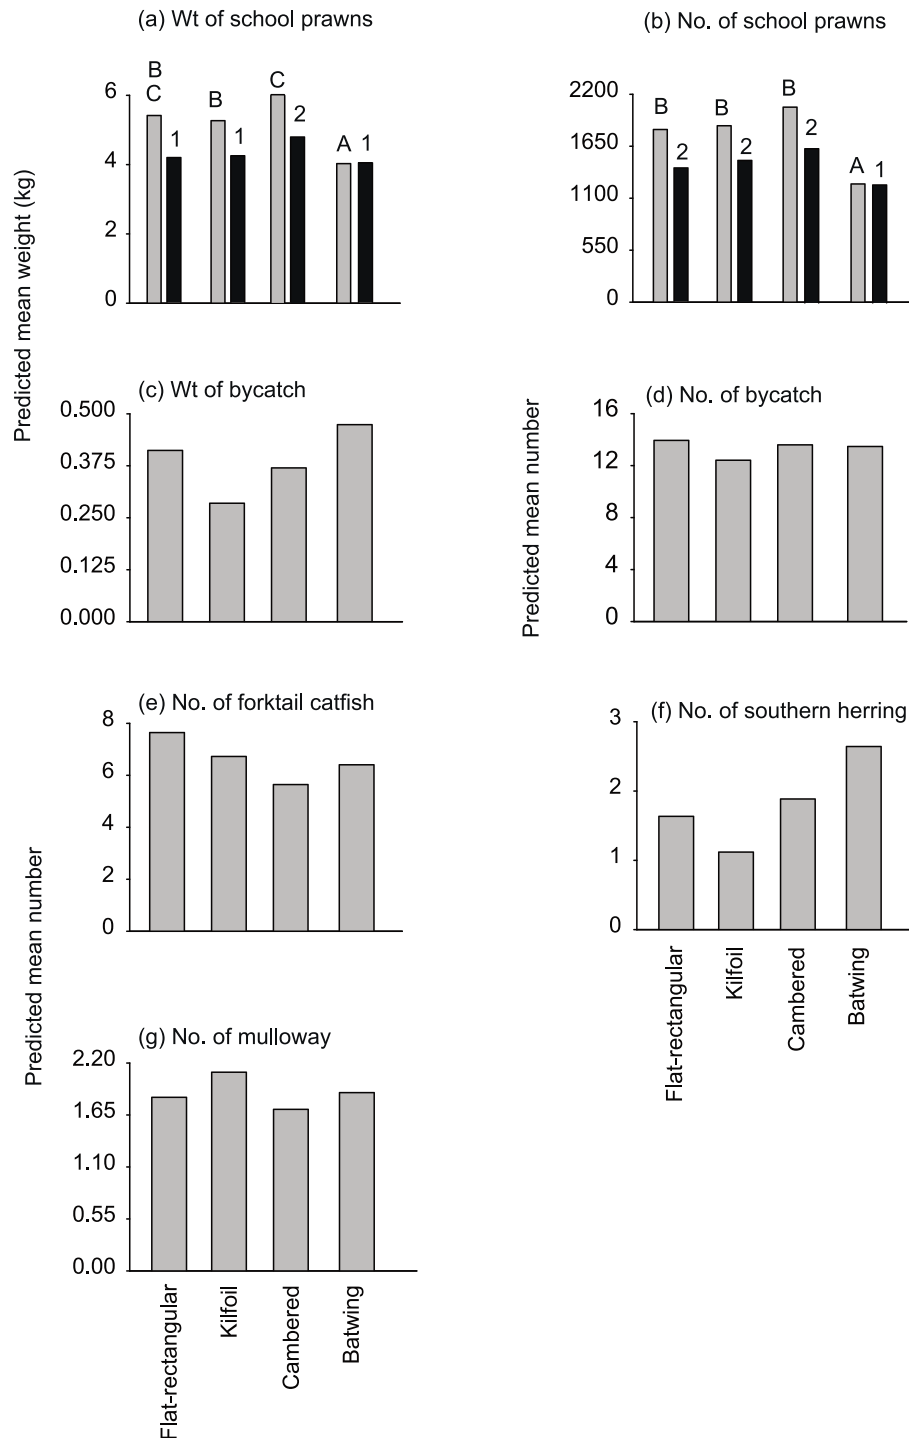 (a) Wt of school prawns
B
C
1
B
1
C
2
A
1
6
4
2
0
Predicted mean weight (kg)
(b) No. of school prawns
B
2
B
2
B
2
A
1
2200
1650
1100
550
0
(c) Wt of bycatch
0.500
0.375
0.250
0.125
0.000
(d) No. of bycatch
16
12
8
4
0
Predicted mean number
(e) No. of forktail catfish
8
6
4
2
0
Predicted mean number
(f) No. of southern herring
3
2
1
0
Flat-rectangular
Kilfoil
Cambered
Batwing
(g) No. of mulloway
2.20
1.65
1.10
0.55
0.00
Flat-rectangular
Kilfoil
Cambered
Batwing